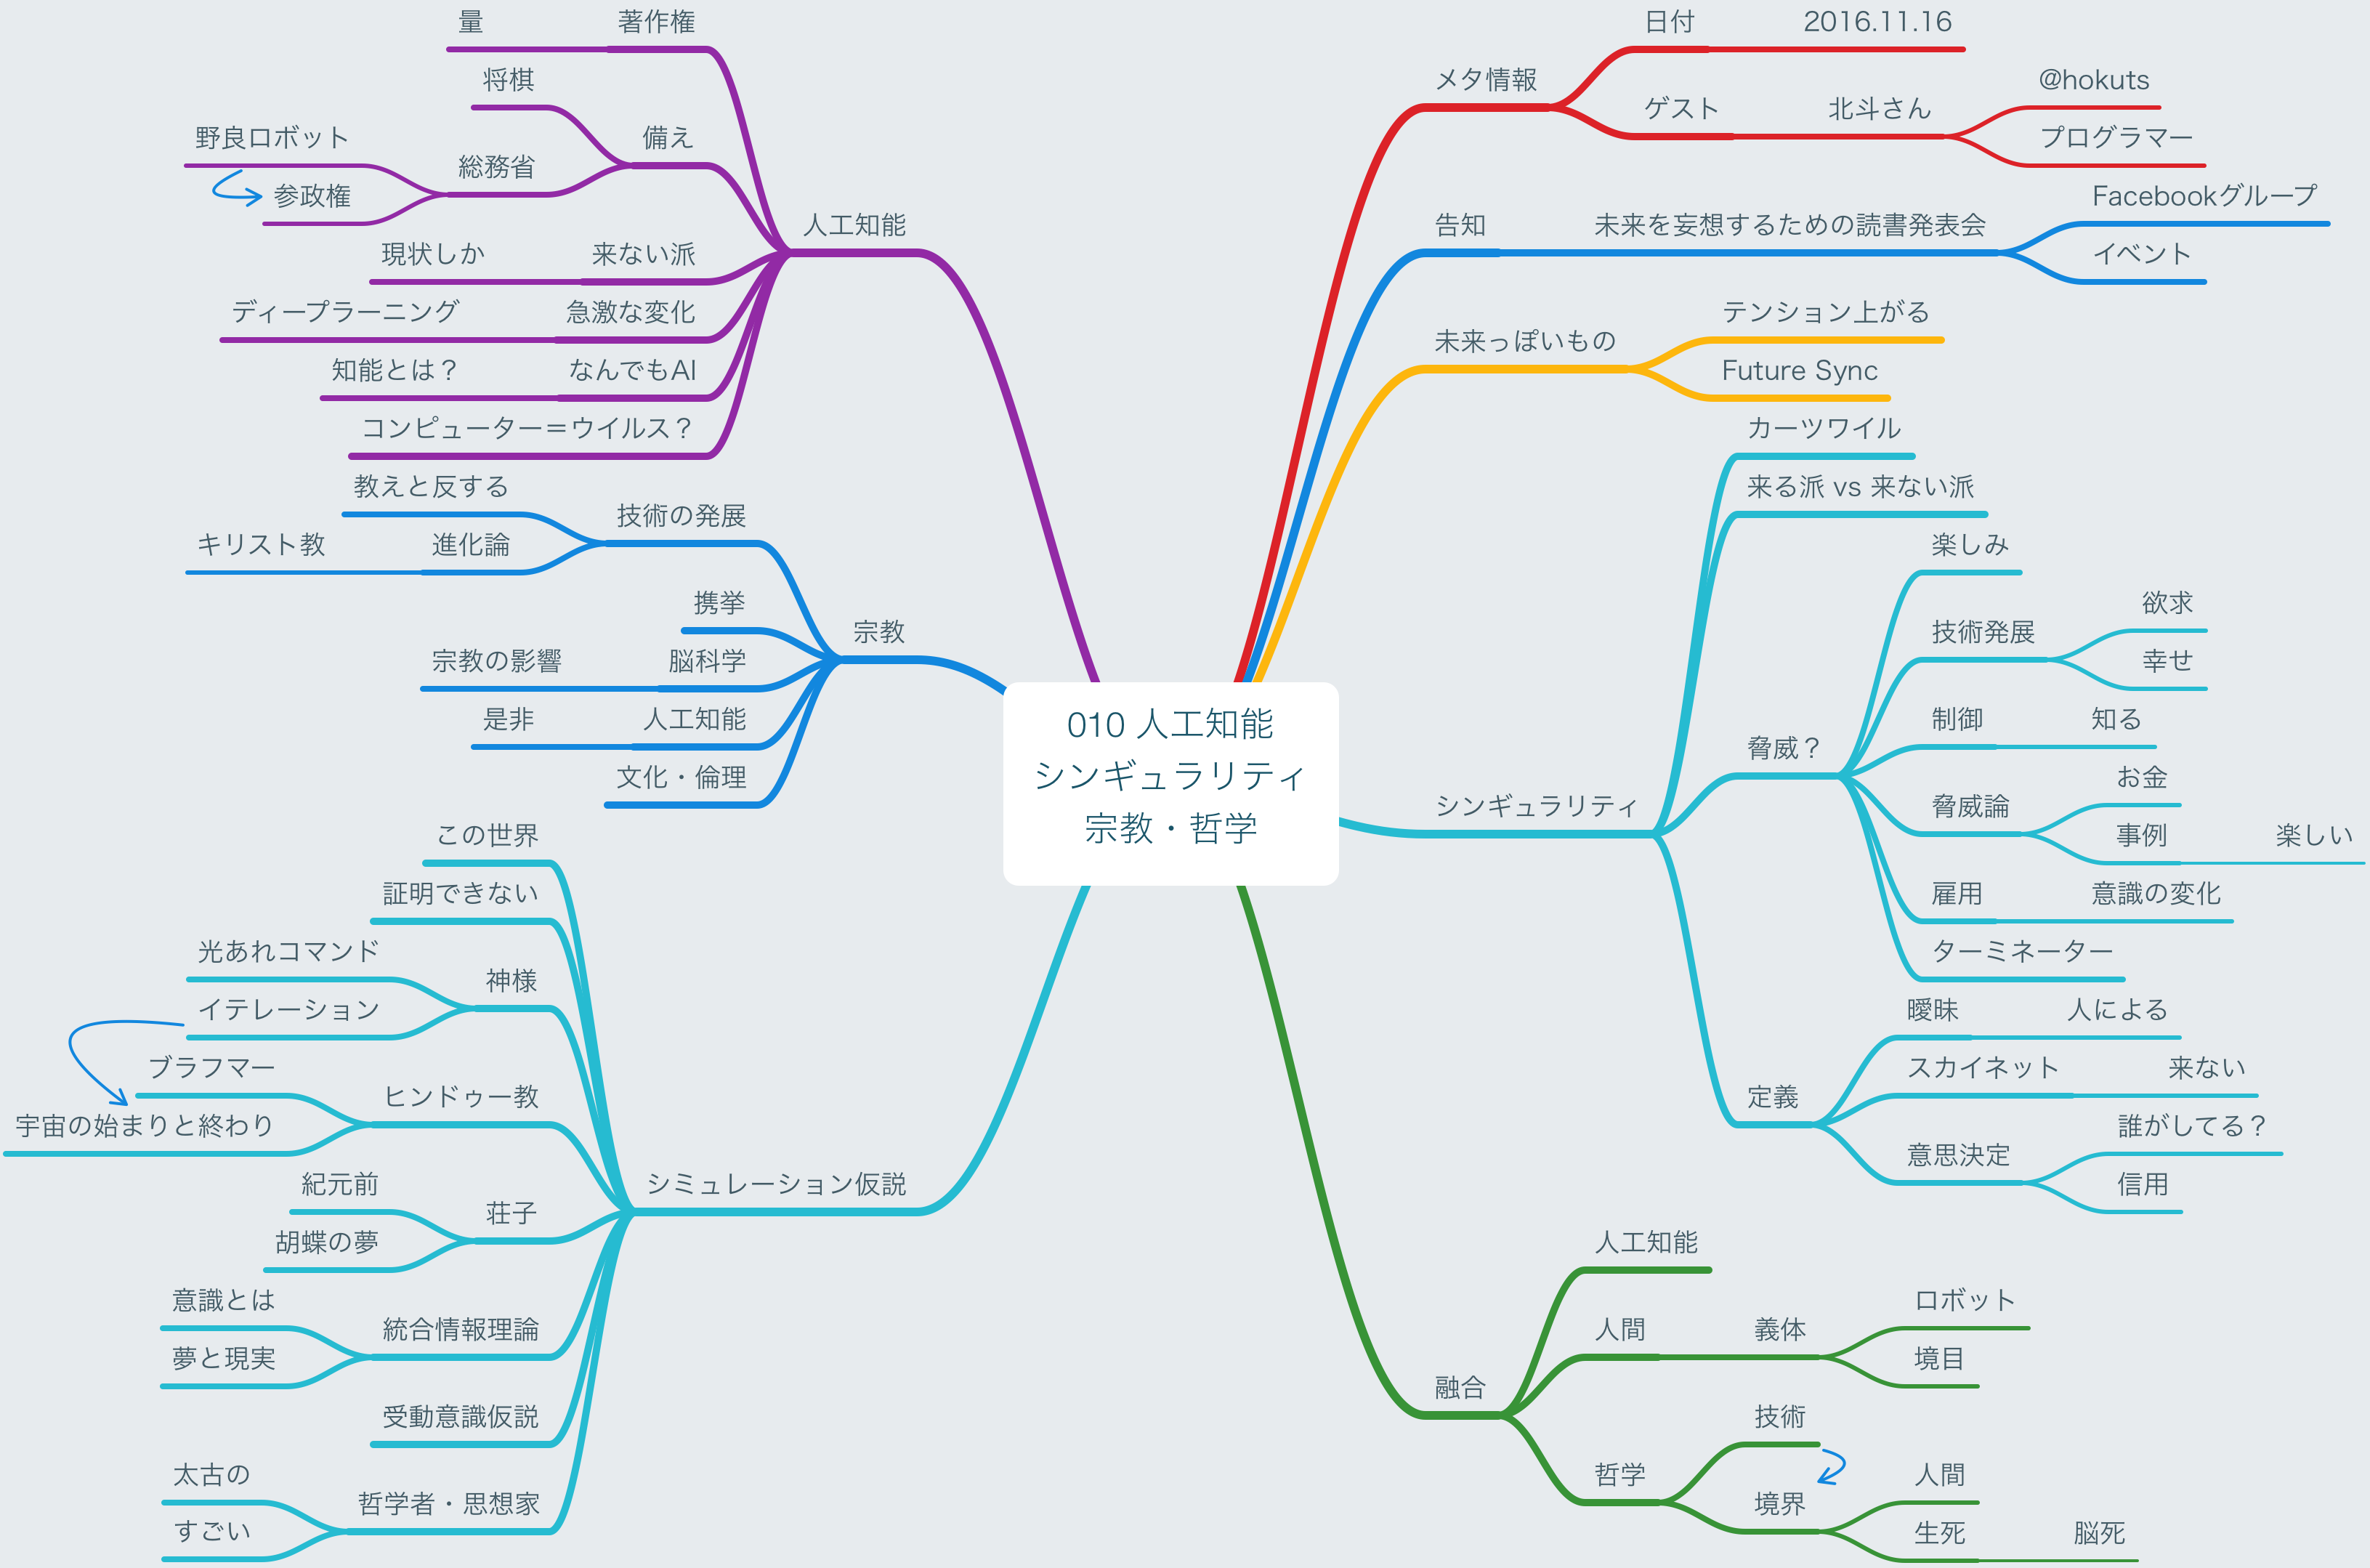 010 人工知能
シンギュラリティ
宗教・哲学
メタ情報
日付
2016.11.16
ゲスト
北斗さん
@hokuts
プログラマー
告知
未来を妄想するための読書発表会
Facebookグループ
イベント
未来っぽいもの
テンション上がる
Future Sync
シンギュラリティ
カーツワイル
来る派 vs 来ない派
脅威？
楽しみ
技術発展
欲求
幸せ
制御
知る
脅威論
お金
事例
楽しい
雇用
意識の変化
ターミネーター
定義
曖昧
人による
スカイネット
来ない
意思決定
誰がしてる？
信用
融合
人工知能
人間
義体
ロボット
境目
哲学
技術
境界
人間
生死
脳死
人工知能
著作権
量
備え
将棋
総務省
野良ロボット
参政権
来ない派
現状しか
急激な変化
ディープラーニング
なんでもAI
知能とは？
コンピューター＝ウイルス？
宗教
技術の発展
教えと反する
進化論
キリスト教
携挙
脳科学
宗教の影響
人工知能
是非
文化・倫理
シミュレーション仮説
この世界
証明できない
神様
光あれコマンド
イテレーション
ヒンドゥー教
ブラフマー
宇宙の始まりと終わり
荘子
紀元前
胡蝶の夢
統合情報理論
意識とは
夢と現実
受動意識仮説
哲学者・思想家
太古の
すごい